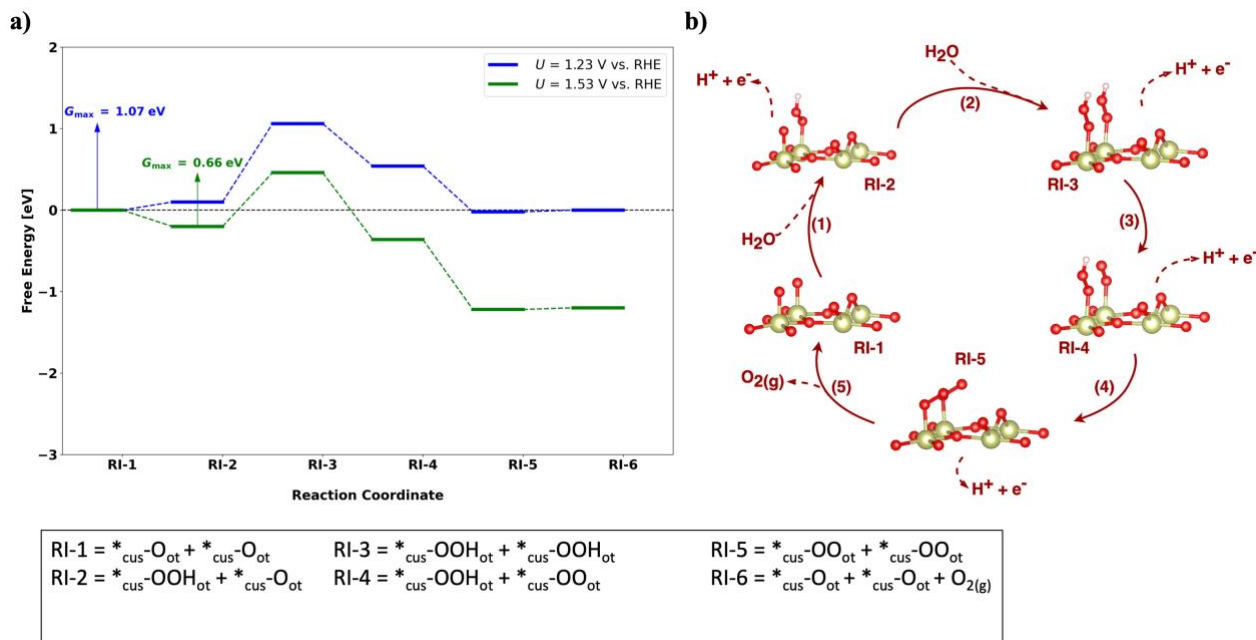 a)
2
1
0
−1
−2
−3
Free Energy [eV]
U = 1.23 V vs. RHE
U = 1.53 V vs. RHE
Gmax = 1.07 eV
Gmax = 0.66 eV
RI-1 RI-2 RI-3 RI-4 RI-5 RI-6
Reaction Coordinate
b)
H2O
H+ + e-
(2)
H+ + e-
RI-2
RI-3
H2O
(1)
(3)
H+ + e-
RI-1
RI-5
RI-4
O2(g)
(5)
(4)
H+ + e-
RI-1 = *cus-Oot + *cus-Oot RI-3 = *cus-OOHot + *cus-OOHot RI-5 = *cus-OOot + *cus-OOot
RI-2 = *cus-OOHot + *cus-Oot RI-4 = *cus-OOHot + *cus-OOot RI-6 = *cus-Oot + *cus-Oot + O2(g)